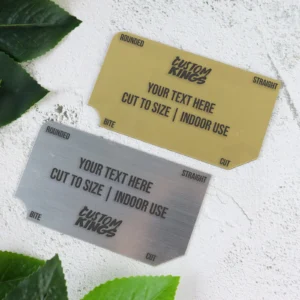 ROUNDED
CUSTOM
KINGS
STRAIGHT
YOUR TEXT HERE
CUT TO SIZE | INDOOR USE
BITE
CUT
ROUNDED
STRAIGHT
YOUR TEXT HERE
CUT TO SIZE | INDOOR USE
BITE
CUSTOM
KINGS
CUT